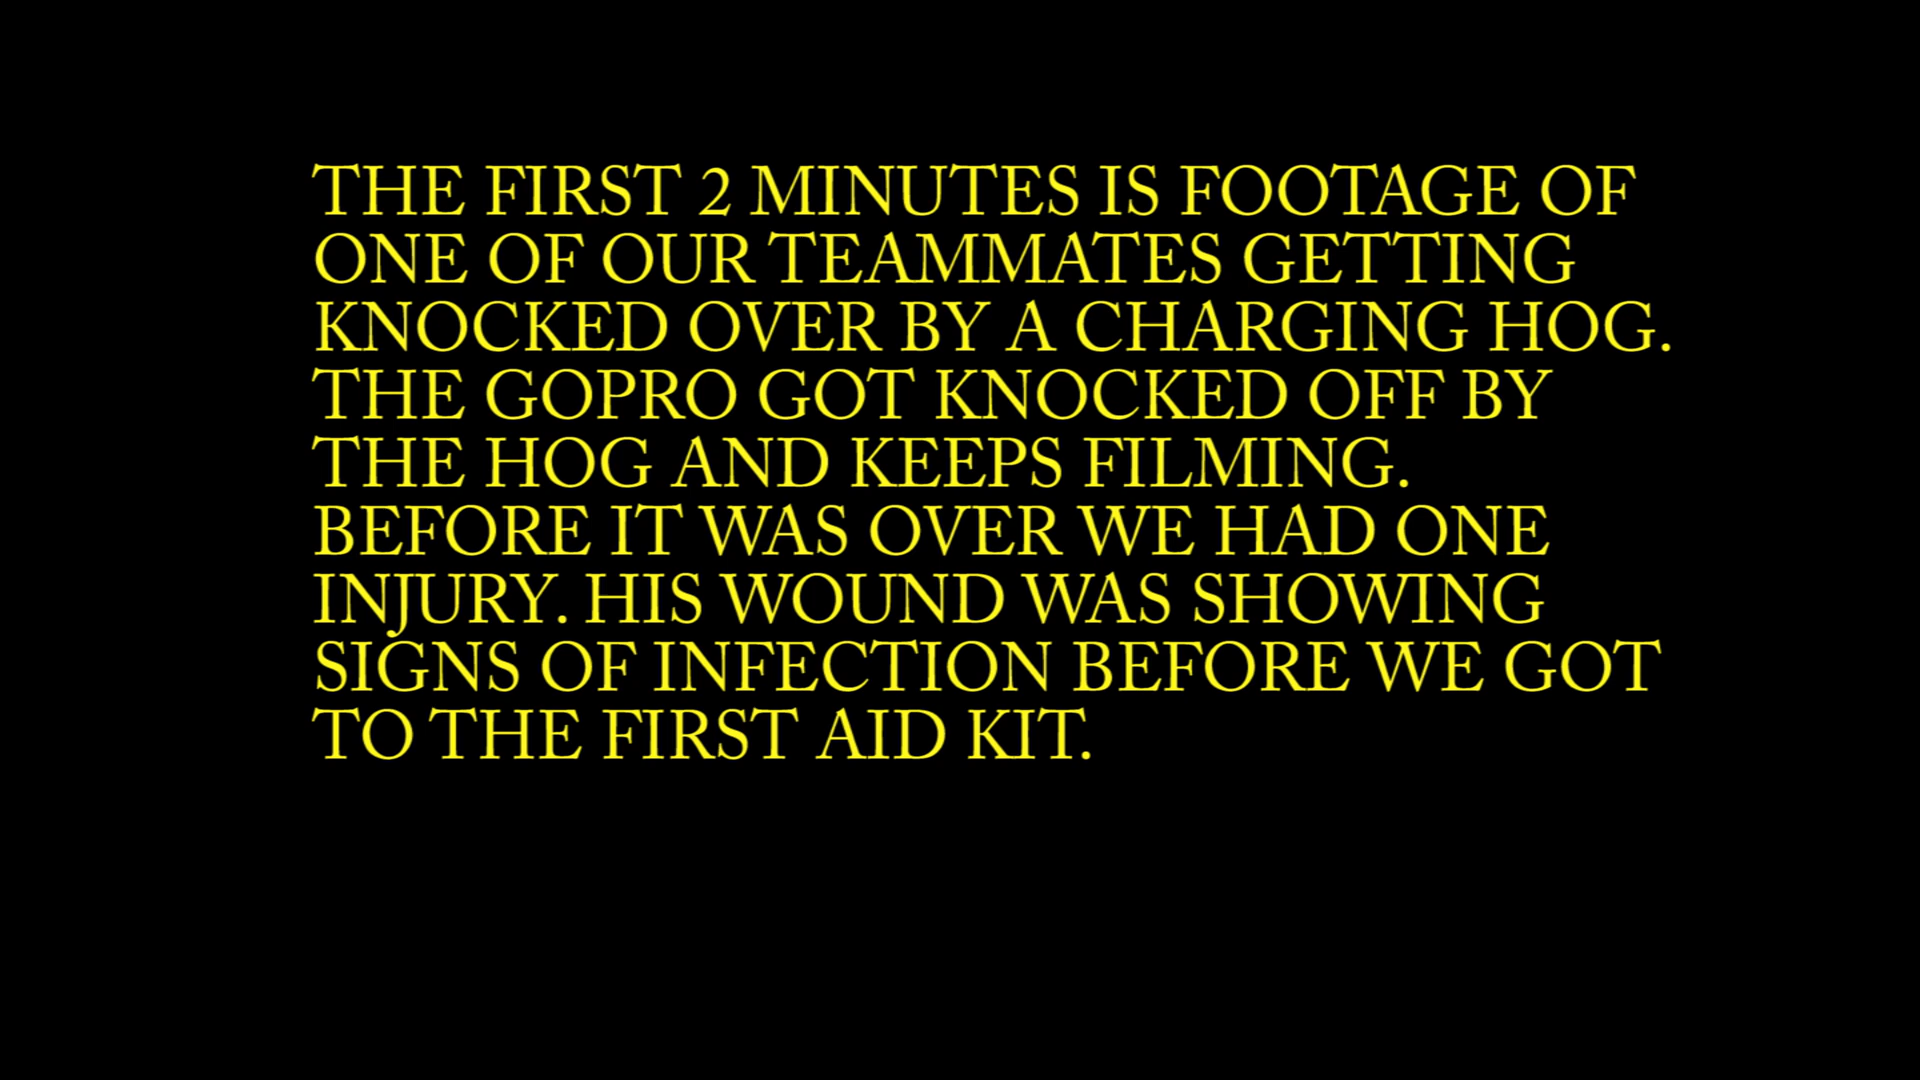 THE FIRST 2 MINUTES IS FOOTAGE OF
ONE OF OUR TEAMMATES GETTING
KNOCKED OVER BY A CHARGING HOG.
THE GOPRO GOT KNOCKED OFF BY
THE HOG AND KEEPS FILMING.
BEFORE IT WAS OVER WE HAD ONE
INJURY. HIS WOUND WAS SHOWING
SIGNS OF INFECTION BEFORE WE GOT
TO THE FIRST AID KIT.